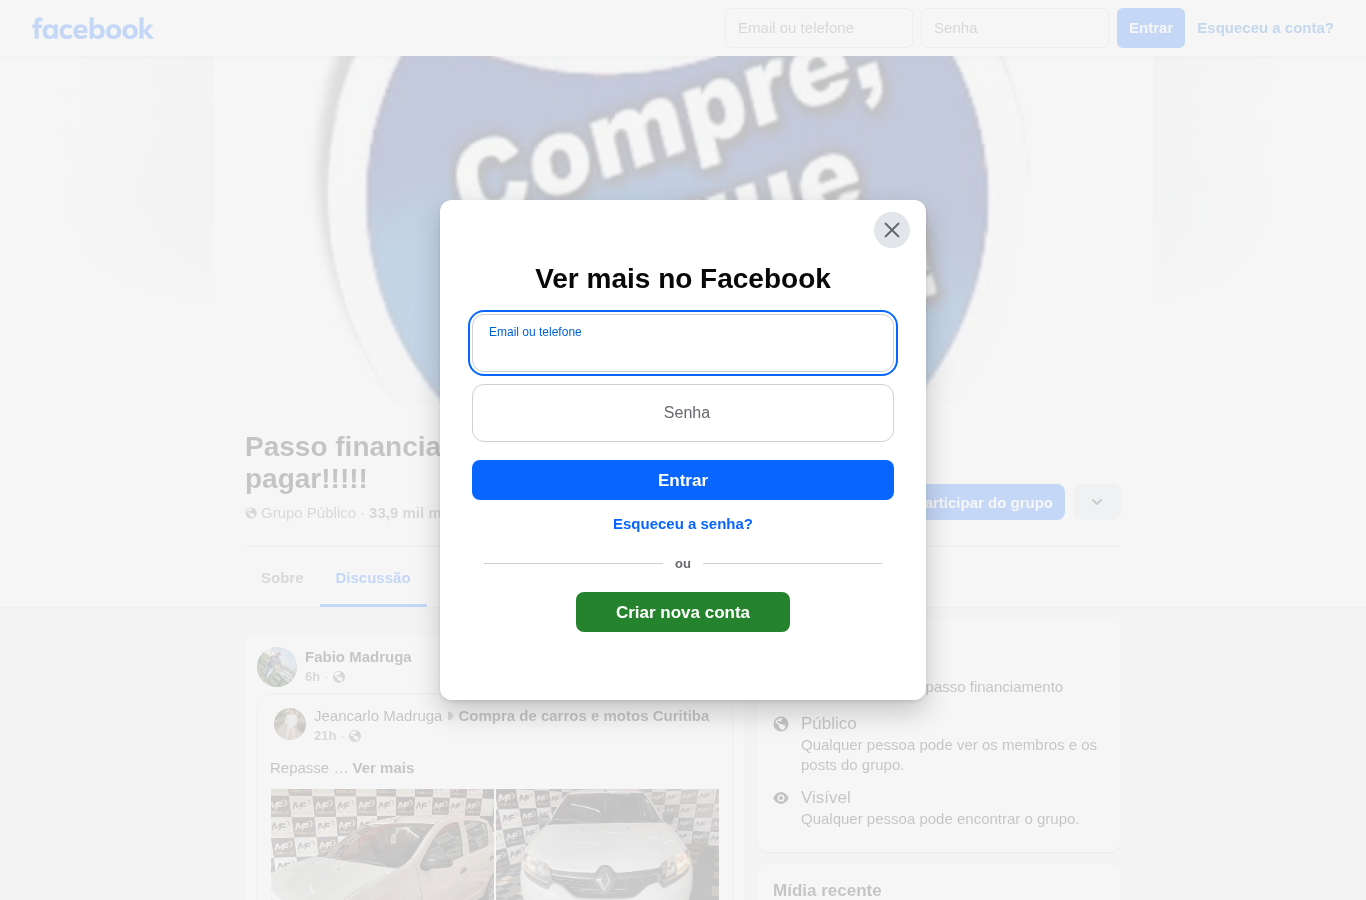 facebook
Email ou telefone
Senha
Entrar
Esqueceu a conta?
Compre,
que
Ver mais no Facebook
Email ou telefone
Senha
Entrar
Esqueceu a senha?
ou
Criar nova conta
Passo financia
pagar!!!!!
Grupo Público · 33,9 mil m
articipar do grupo
Sobre
Discussão
Fabio Madruga
6h ·
Jeancarlo Madruga Compra de carros e motos Curitiba
21h ·
Repasse … Ver mais
passo financiamento
Público
Qualquer pessoa pode ver os membros e os
posts do grupo.
Visível
Qualquer pessoa pode encontrar o grupo.
Mídia recente